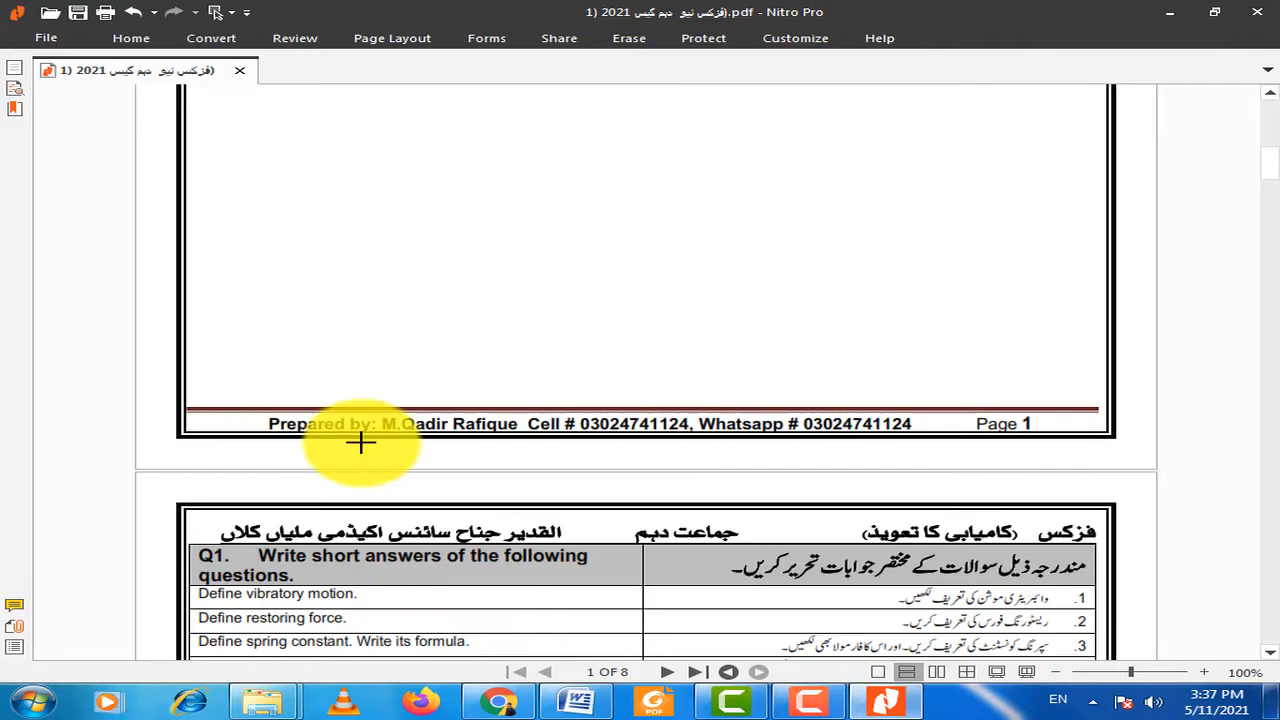 1) 2021 فزکس نیو دہم گیس).pdf - Nitro Pro
File Home Convert Review Page Layout Forms Share Erase Protect Customize Help
1) 2021 فزکس نیو دہم گیس)
Prepared by: M.Qadir Rafique Cell # 03024741124, Whatsapp # 03024741124 Page 1
فزکس (کامیابی کا تعویذ) جماعت دہم القدیر جناح سائنس اکیڈمی ملیاں کلاں
Q1. Write short answers of the following
questions.
مندرجہ ذیل سوالات کے مختصر جوابات تحریر کریں۔
Define vibratory motion.
1. وائبریٹری موشن کی تعریف لکھیں۔
Define restoring force.
2. ریسٹورنگ فورس کی تعریف کریں۔
Define spring constant. Write its formula.
3. سپرنگ کونسٹنٹ کی تعریف کریں۔ اور اس کا فارمولا بھی لکھیں۔
1 OF 8
100%
PDF
EN
3:37 PM
5/11/2021